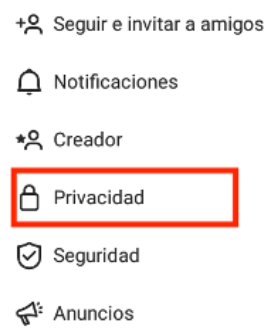 Seguir e invitar a amigos
Notificaciones
Creador
Privacidad
Seguridad
Anuncios